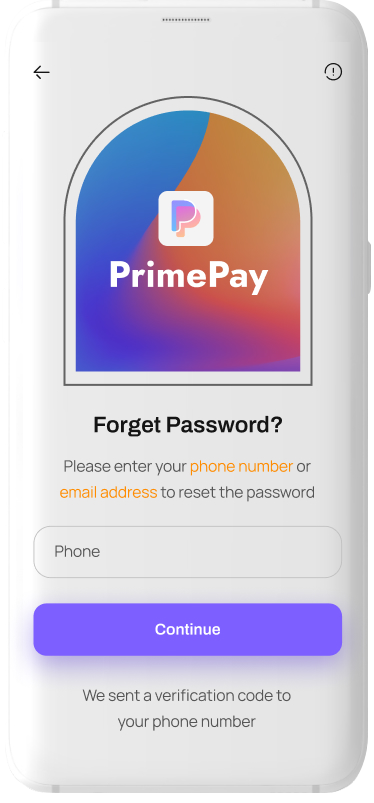 PrimePay
Forget Password?
Please enter your phone number or
email address to reset the password
Phone
Continue
We sent a verification code to
your phone number